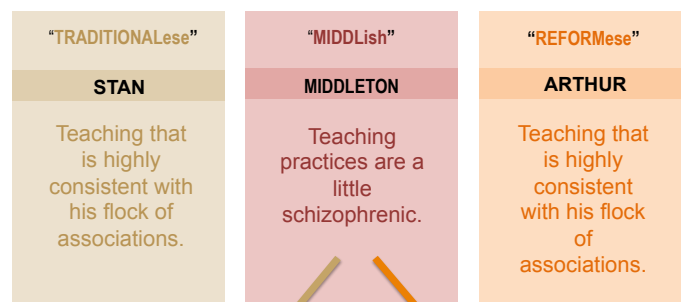 “TRADITIONALese”
STAN
Teaching that
is highly
consistent with
his flock of
associations.
“MIDDLish”
MIDDLETON
Teaching
practices are a
little
schizophrenic.
“REFORMese”
ARTHUR
Teaching that
is highly
consistent
with his flock
of
associations.